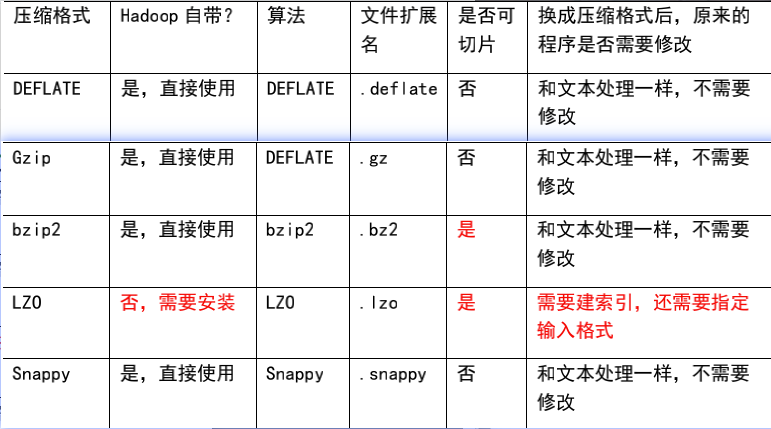 压缩格式 Hadoop 自带？ 算法 文件扩展名 是否可切片 换成压缩格式后，原来的程序是否需要修改
DEFLATE 是，直接使用 DEFLATE .deflate 否 和文本处理一样，不需要修改
Gzip 是，直接使用 DEFLATE .gz 否 和文本处理一样，不需要修改
bzip2 是，直接使用 bzip2 .bz2 是 和文本处理一样，不需要修改
LZO 否，需要安装 LZO .lzo 是 需要建索引，还需要指定输入格式
Snappy 是，直接使用 Snappy .snappy 否 和文本处理一样，不需要修改